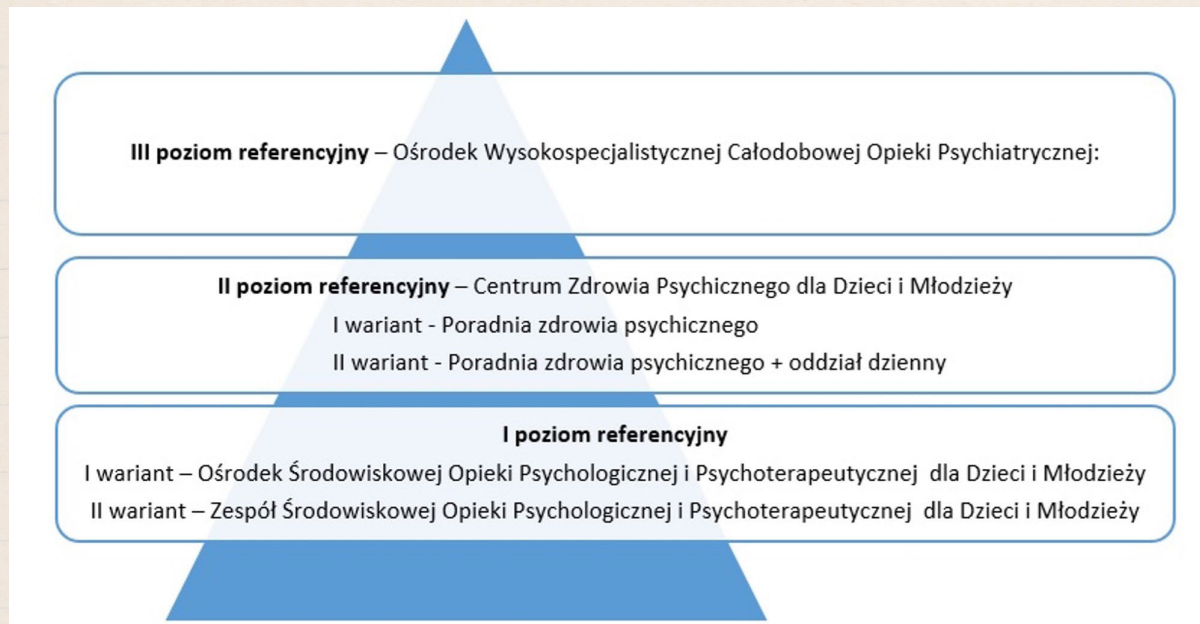 III poziom referencyjny – Ośrodek Wysokospecjalistycznej Całodobowej Opieki Psychiatrycznej:
II poziom referencyjny – Centrum Zdrowia Psychicznego dla Dzieci i Młodzieży
I wariant - Poradnia zdrowia psychicznego
II wariant - Poradnia zdrowia psychicznego + oddział dzienny
I poziom referencyjny
I wariant – Ośrodek Środowiskowej Opieki Psychologicznej i Psychoterapeutycznej dla Dzieci i Młodzieży
II wariant – Zespół Środowiskowej Opieki Psychologicznej i Psychoterapeutycznej dla Dzieci i Młodzieży